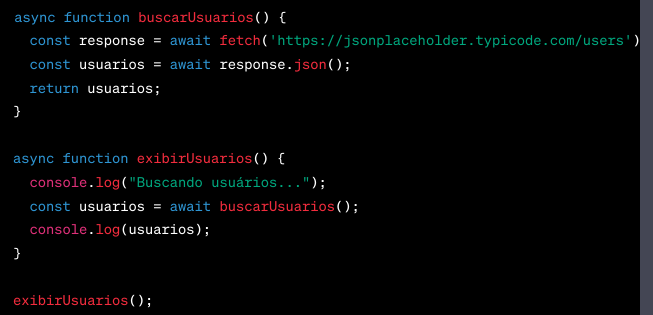 async function buscarUsuarios() {
  const response = await fetch('https://jsonplaceholder.typicode.com/users')
  const usuarios = await response.json();
  return usuarios;
}

async function exibirUsuarios() {
  console.log("Buscando usuários...");
  const usuarios = await buscarUsuarios();
  console.log(usuarios);
}

exibirUsuarios();